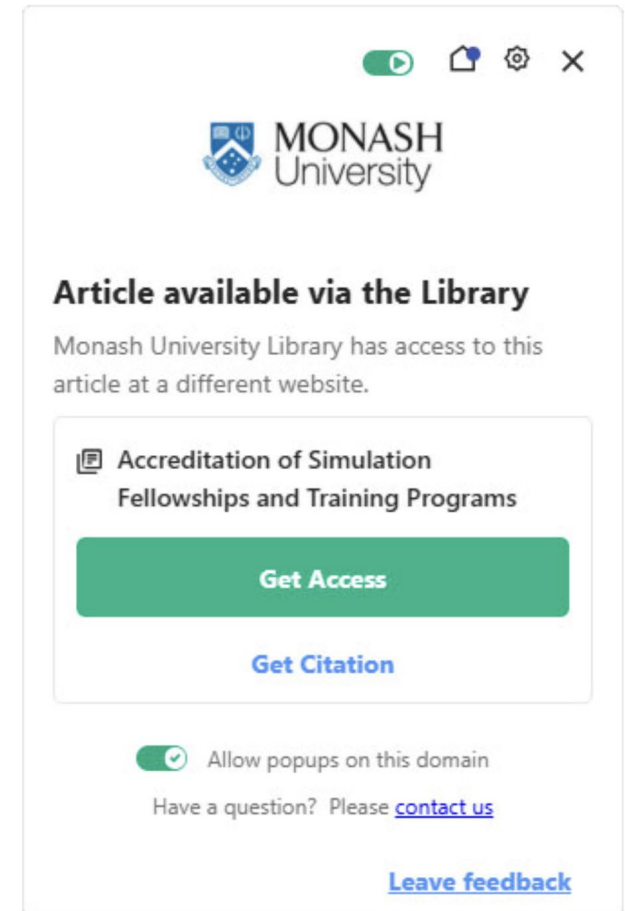 MONASH
University
Article available via the Library
Monash University Library has access to this
article at a different website.
Accreditation of Simulation
Fellowships and Training Programs
Get Access
Get Citation
Allow popups on this domain
Have a question? Please contact us
Leave feedback